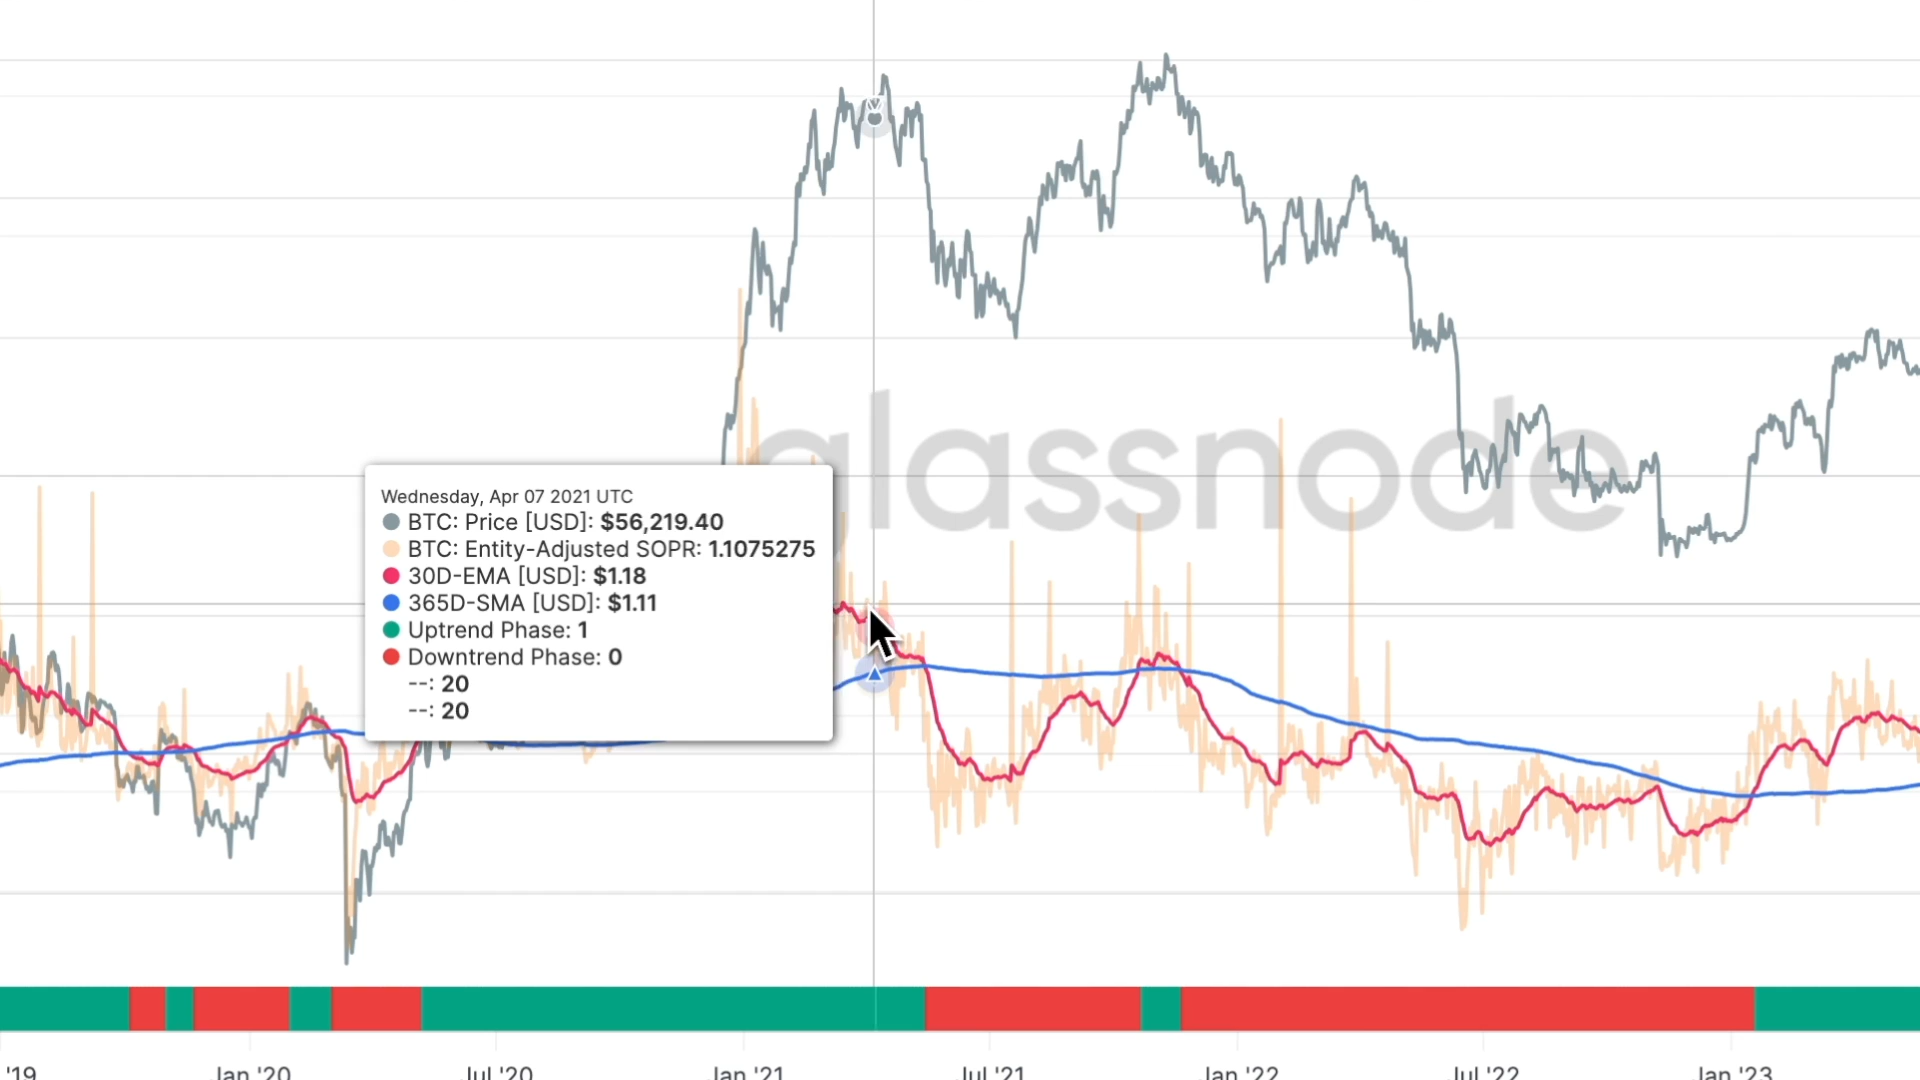 glassnode
Wednesday, Apr 07 2021 UTC
BTC: Price [USD]: $56,219.40
BTC: Entity-Adjusted SOPR: 1.1075275
30D-EMA [USD]: $1.18
365D-SMA [USD]: $1.11
Uptrend Phase: 1
Downtrend Phase: 0
--: 20
--: 20
'19 Jan '20 Jul '20 Jan '21 Jul '21 Jan '22 Jul '22 Jan '23